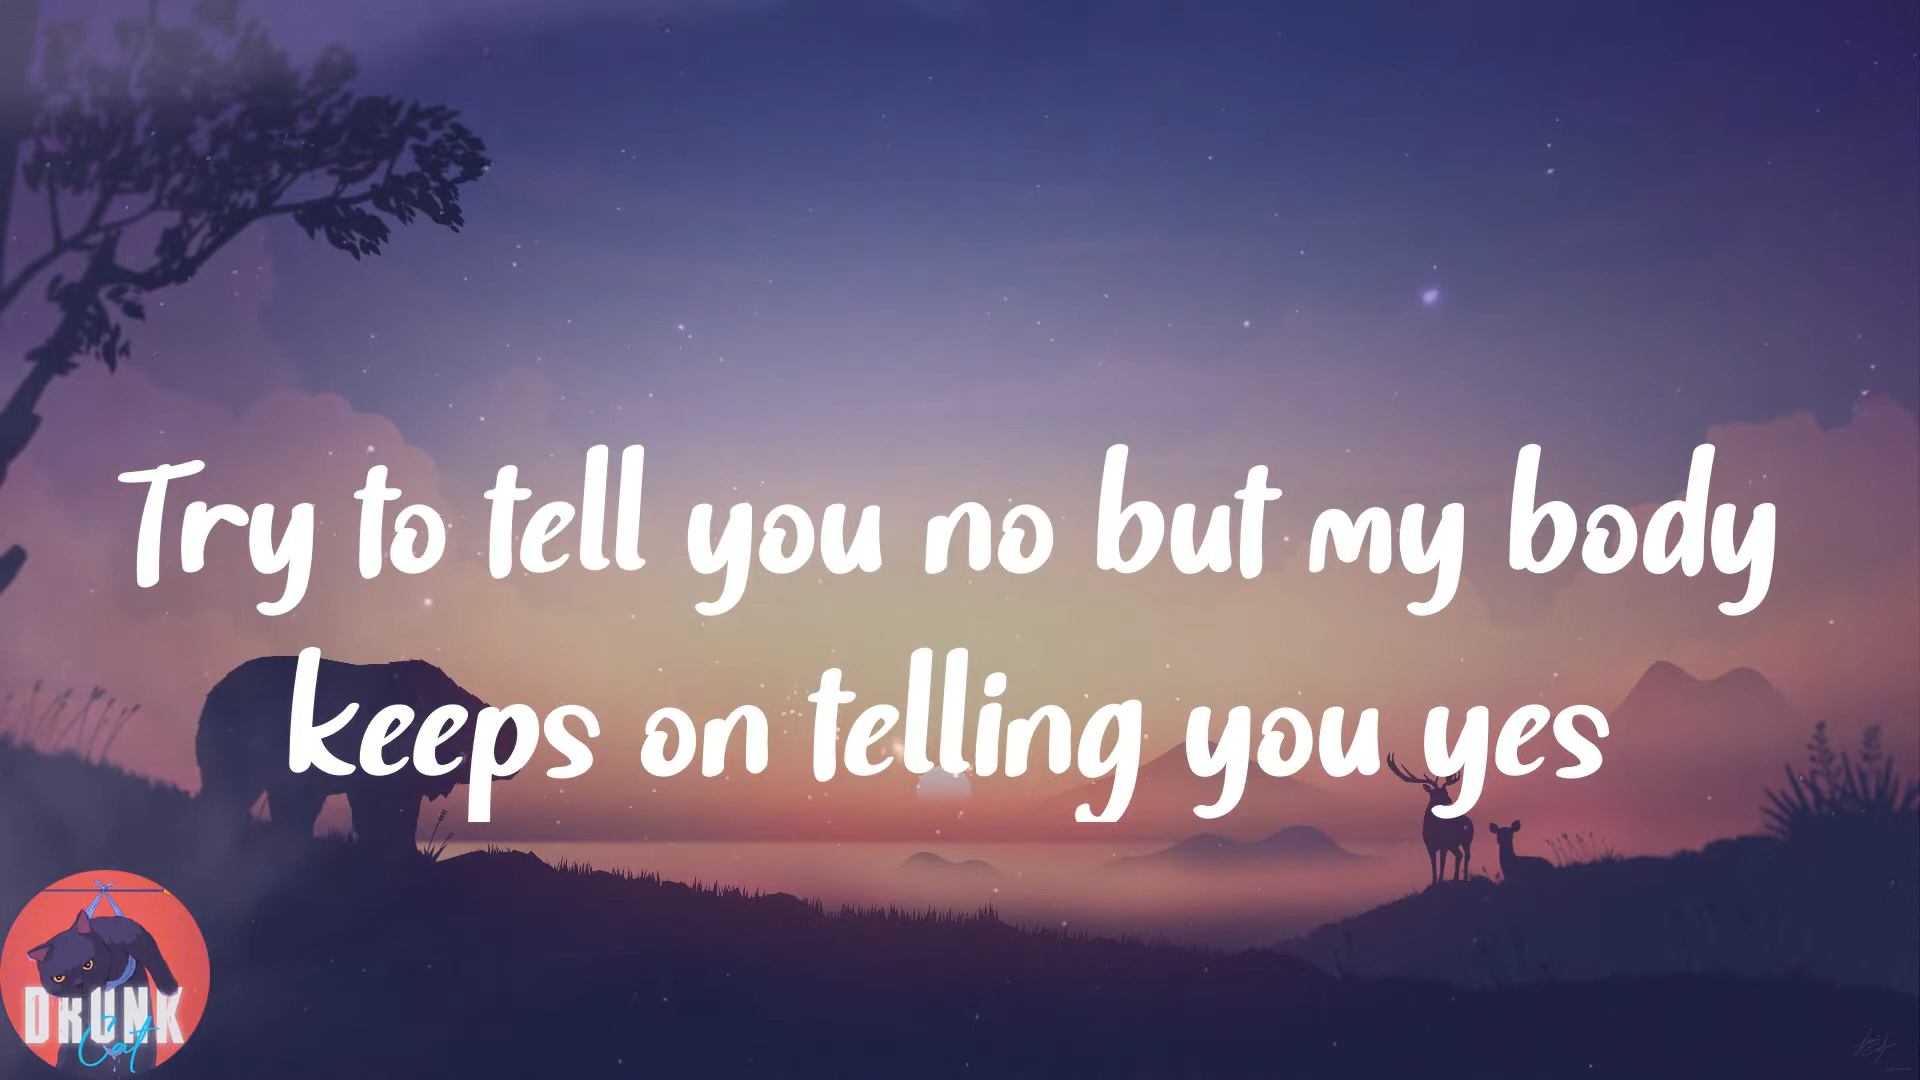 Try to tell you no but my body
keeps on telling you yes
DRUNK
Cat